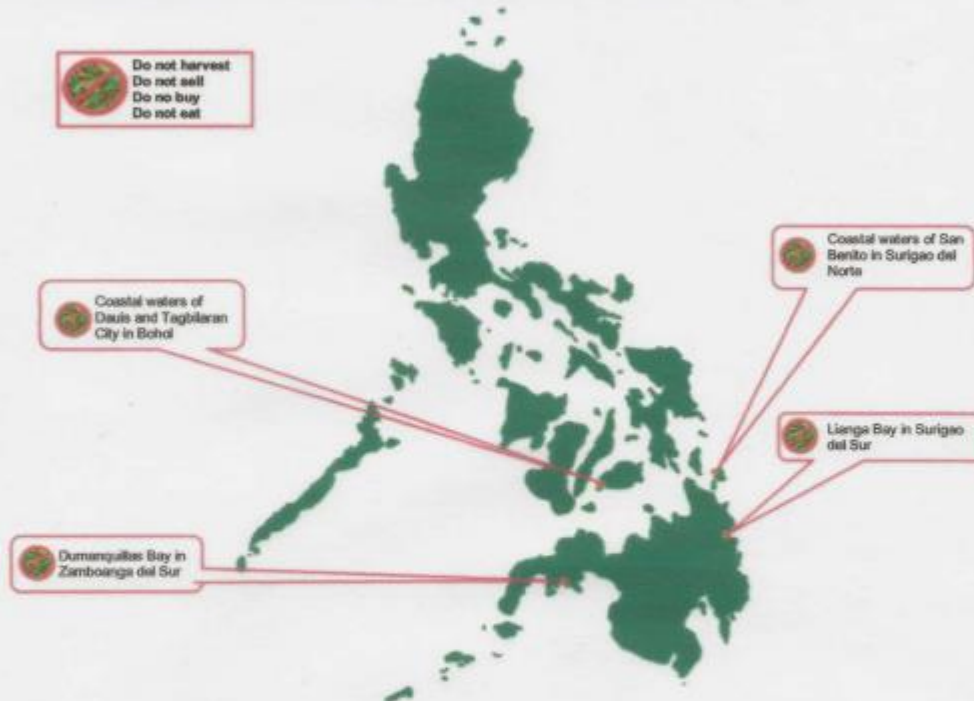 Do not harvest
Do not sell
Do no buy
Do not eat
Coastal waters of San
Benito in Surigao del
Norte
Coastal waters of
Dauis and Tagbilaran
City in Bohol
Lianga Bay in Surigao
del Sur
Dumanquillas Bay in
Zamboanga del Sur